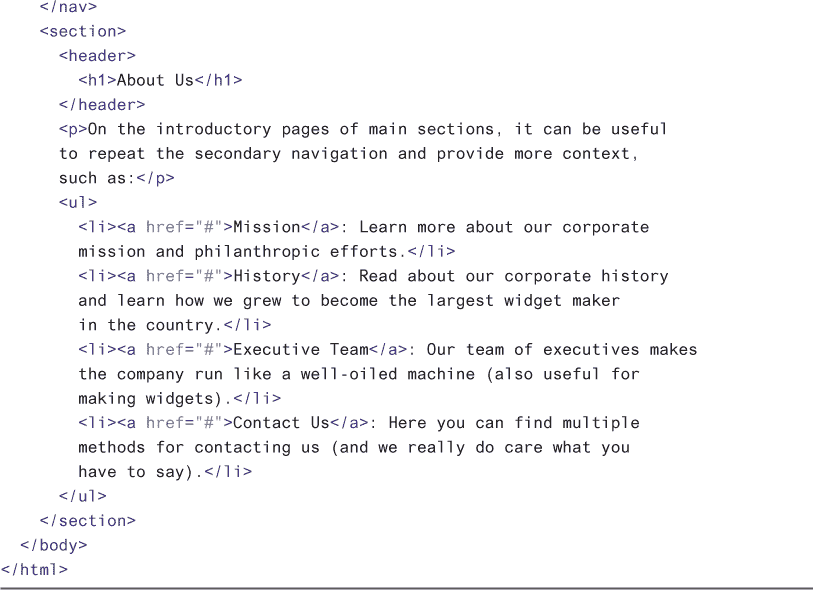 </nav>
<section>
<header>
<h1>About Us</h1>
</header>
<p>On the introductory pages of main sections, it can be useful
to repeat the secondary navigation and provide more context,
such as:</p>
<ul>
<li><a href="#">Mission</a>: Learn more about our corporate
mission and philanthropic efforts.</li>
<li><a href="#">History</a>: Read about our corporate history
and learn how we grew to become the largest widget maker
in the country.</li>
<li><a href="#">Executive Team</a>: Our team of executives makes
the company run like a well-oiled machine (also useful for
making widgets).</li>
<li><a href="#">Contact Us</a>: Here you can find multiple
methods for contacting us (and we really do care what you
have to say).</li>
</ul>
</section>
</body>
</html>